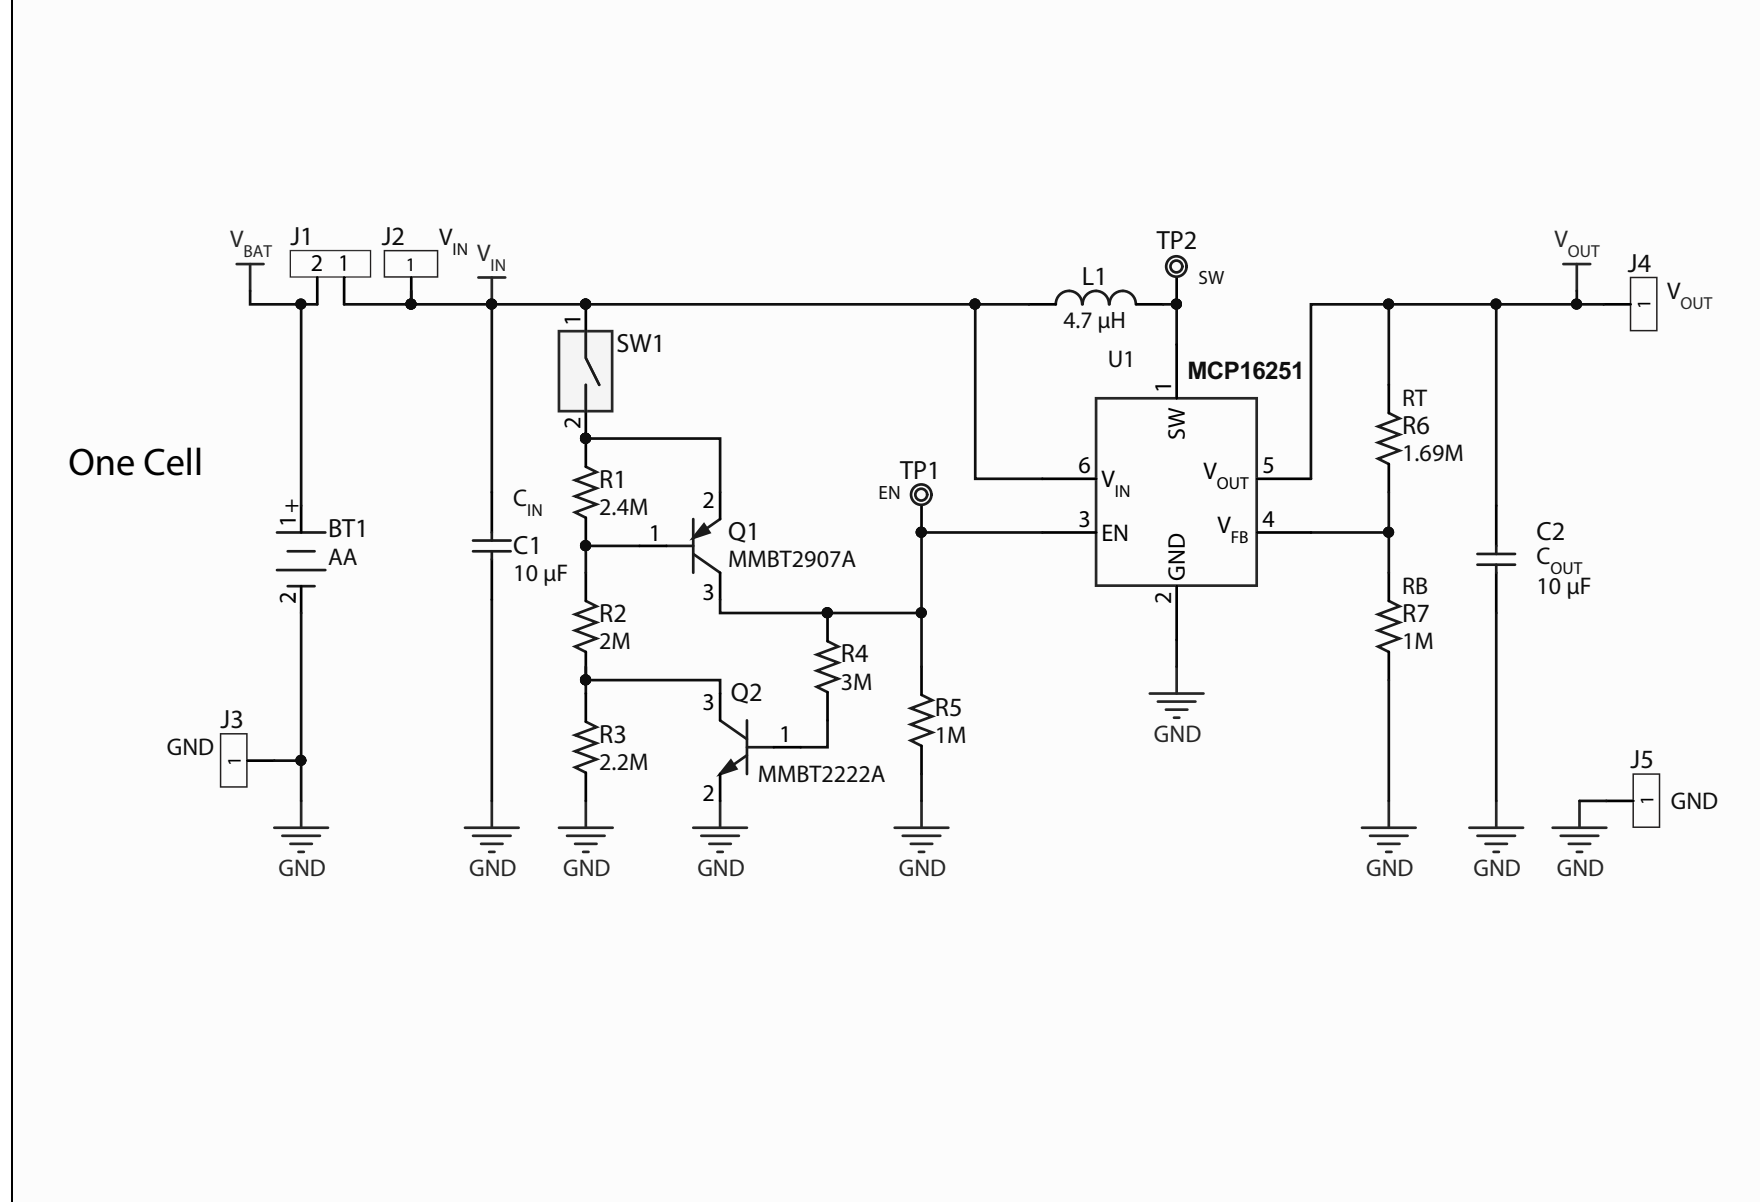 One Cell
VBAT
J1
2 1
J2
1
VIN
VIN
1
SW1
2
1+
BT1
AA
2
J3
GND
1
GND
CIN
C1
10 µF
GND
R1
2.4M
R2
2M
R3
2.2M
GND
2
1
Q1
MMBT2907A
3
Q2
3
1
MMBT2222A
2
GND
R4
3M
TP1
EN
R5
1M
GND
L1
4.7 µH
TP2
SW
U1
MCP16251
1
SW
6
VIN
3
EN
VOUT
5
VFB
4
GND
2
GND
RT
R6
1.69M
RB
R7
1M
GND
C2
COUT
10 µF
GND
VOUT
J4
1
VOUT
J5
1
GND
GND